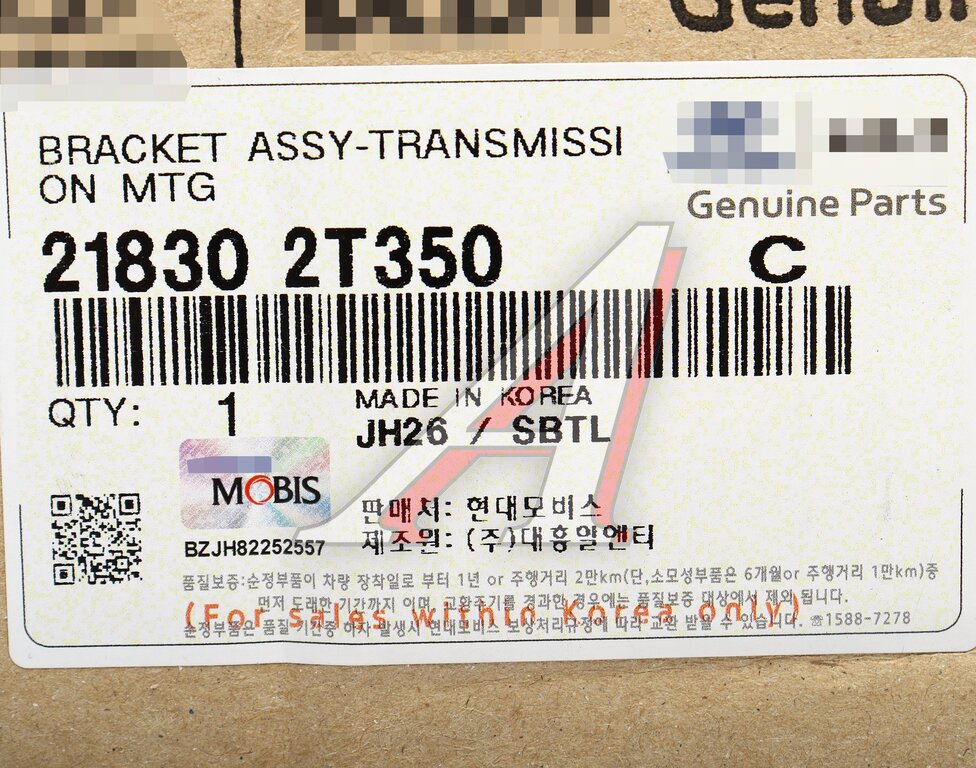 Genuin
BRACKET ASSY-TRANSMISSI
ON MTG
Genuine Parts
21830 2T350 C
QTY: 1
MADE IN KOREA
JH26 / SBTL
MOBIS
BZJH82252557
판매처: 현대모비스
제조원: (주)대흥알앤티
품질보증:순정부품이 차량 장착일로 부터 1년 or 주행거리 2만km(단,소모성부품은 6개월or 주행거리 1만km)중
먼저 도래한 기간까지 이며, 교환주기를 경과한 경우에는 품질보증 대상에서 제외 됩니다.
(For sales within Korea only)
순정부품은 품질 기간중 하자 발생시 현대모비스 보상처리규정에 따라 교환 받을 수 있습니다. ☏1588-7278